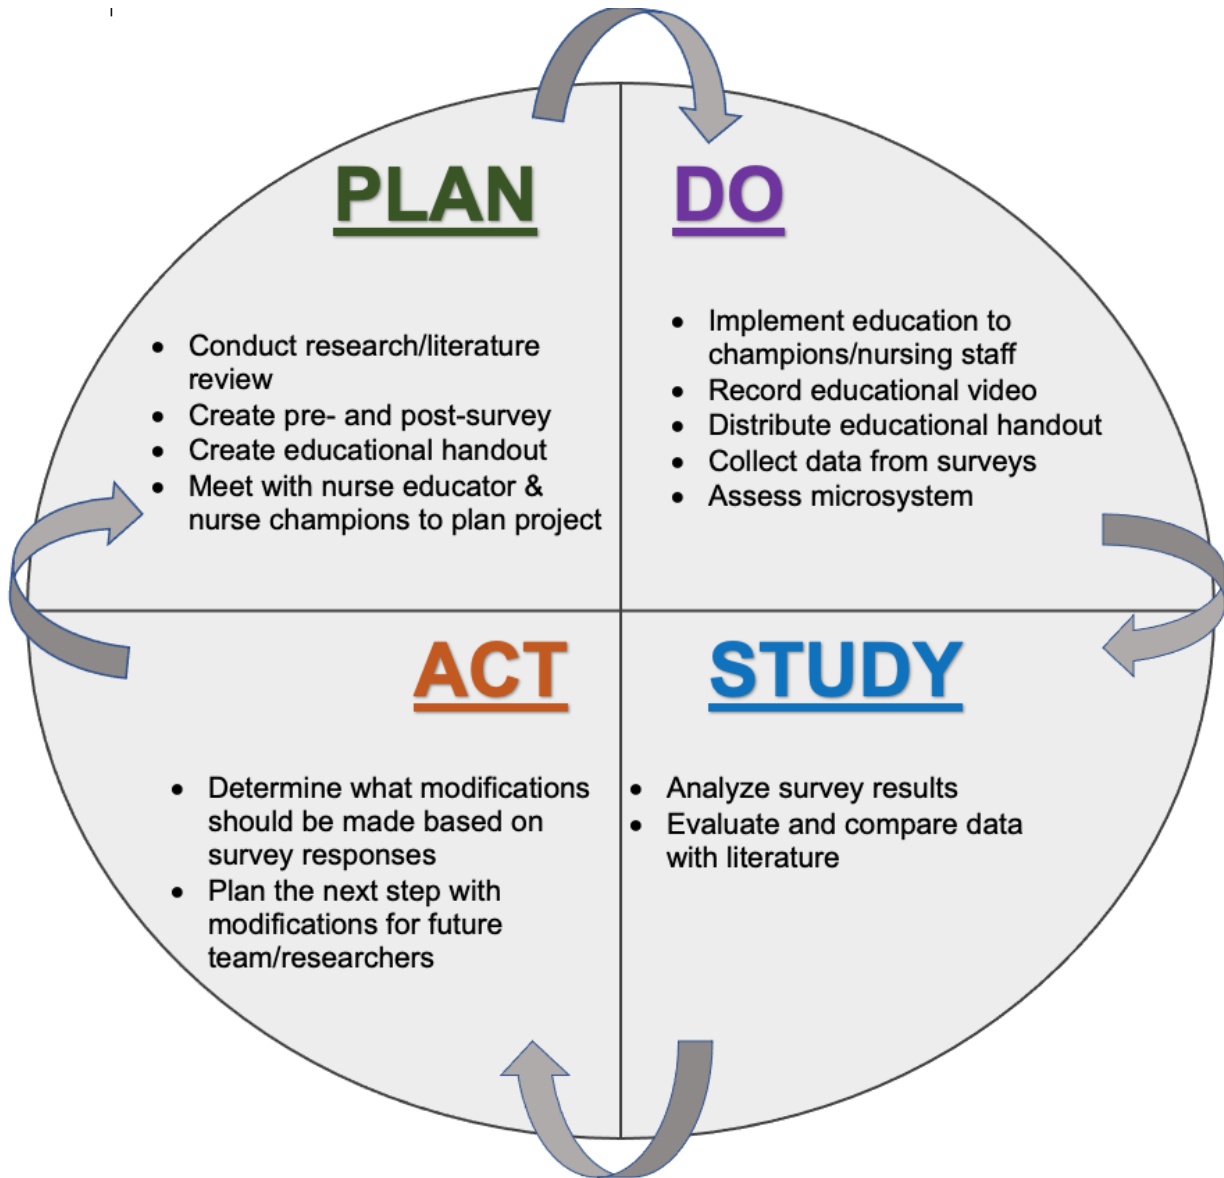 PLAN
• Conduct research/literature
review
• Create pre- and post-survey
• Create educational handout
• Meet with nurse educator &
nurse champions to plan project
DO
• Implement education to
champions/nursing staff
• Record educational video
• Distribute educational handout
• Collect data from surveys
• Assess microsystem
STUDY
• Analyze survey results
• Evaluate and compare data
with literature
ACT
• Determine what modifications
should be made based on
survey responses
• Plan the next step with
modifications for future
team/researchers